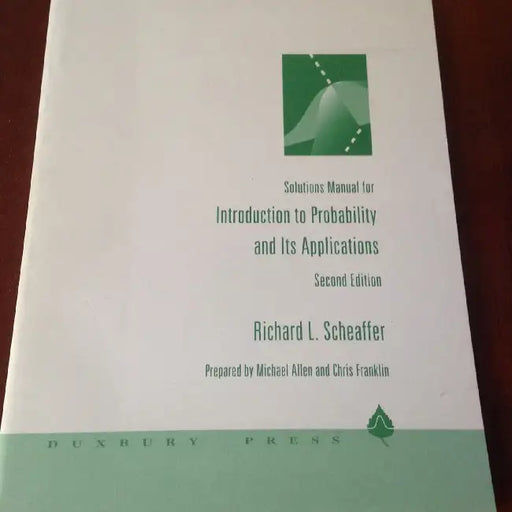 Solutions Manual for
Introduction to Probability
and Its Applications
Second Edition
Richard L. Scheaffer
Prepared by Michael Allen and Chris Franklin
DUXBURY PRESS